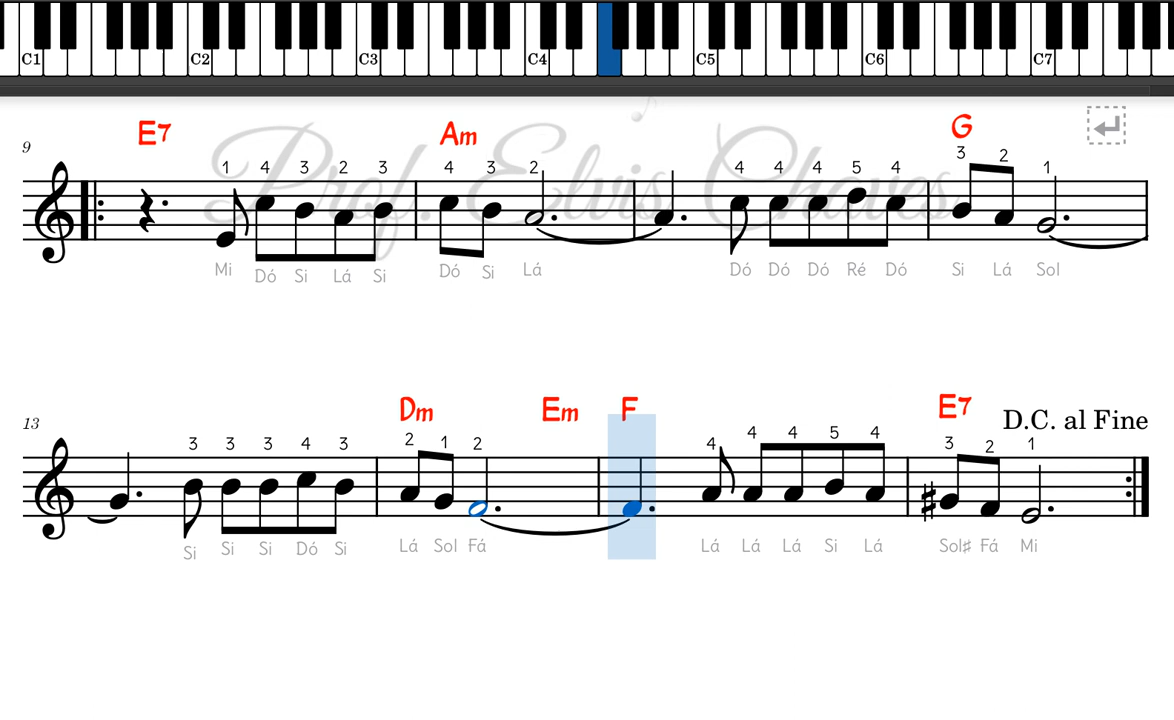 C1 C2 C3 C4 C5 C6 C7
E7 Am G
9
1 4 3 2 3 4 3 2 4 4 4 5 4 3 2 1
Prof. Elvis Chaves
Mi Dó Si Lá Si Dó Si Lá Dó Dó Dó Ré Dó Si Lá Sol
Dm Em F E7 D.C. al Fine
13
3 3 3 4 3 2 1 2 4 4 4 5 4 3 2 1
Si Si Si Dó Si Lá Sol Fá Lá Lá Lá Si Lá Sol♯ Fá Mi